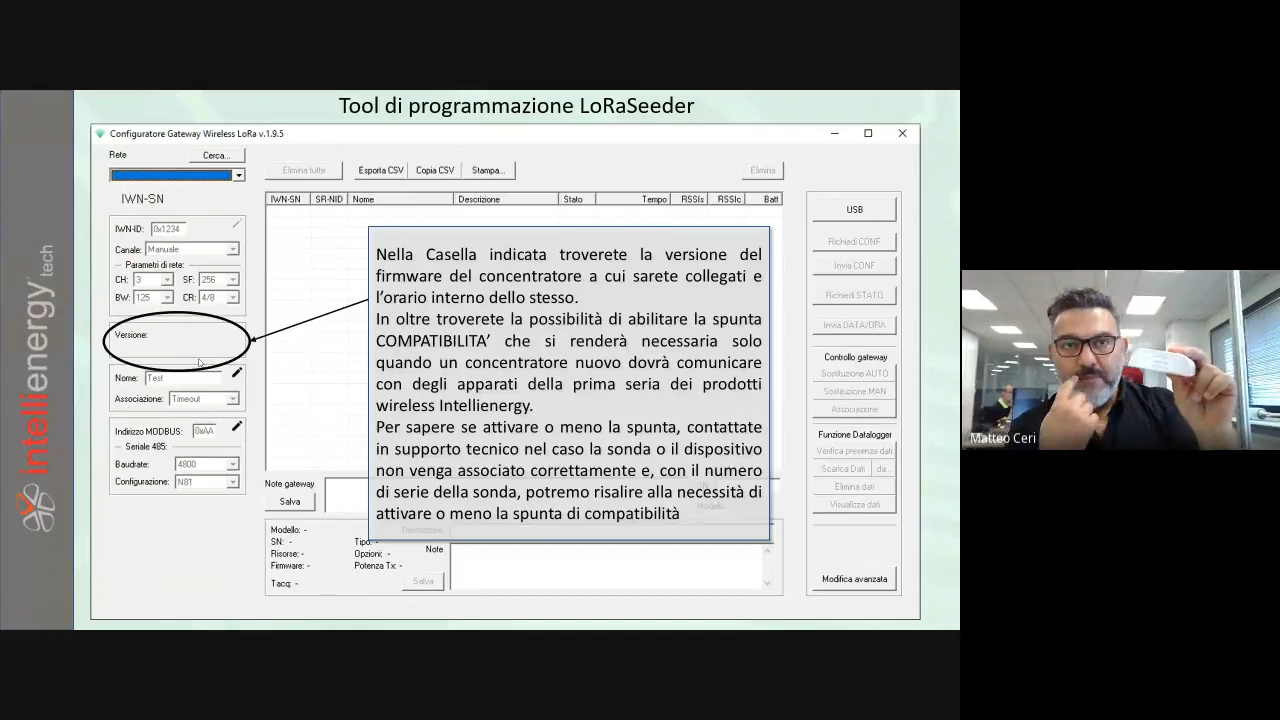 Tool di programmazione LoRaSeeder
Configuratore Gateway Wireless LoRa v.1.9.5
Rete
Cerca...
IWN-SN
IWN-ID: 0x1234
Canale: Manuale
Parametri di rete:
CH: 3 SF: 256
BW: 125 CR: 4/8
Versione:
Nome: Test
Associazione: Timeout
Indirizzo MODBUS: 0xAA
Seriale 485:
Baudrate: 4800
Configurazione: N81
Elimina tutte
Esporta CSV
Copia CSV
Stampa...
Elimina
IWN-SN SR-NID Nome Descrizione Stato Tempo RSSIs RSSIc Batt
Nella Casella indicata troverete la versione del
firmware del concentratore a cui sarete collegati e
l'orario interno dello stesso.
In oltre troverete la possibilità di abilitare la spunta
COMPATIBILITA' che si renderà necessaria solo
quando un concentratore nuovo dovrà comunicare
con degli apparati della prima seria dei prodotti
wireless Intellienergy.
Per sapere se attivare o meno la spunta, contattate
in supporto tecnico nel caso la sonda o il dispositivo
non venga associato correttamente e, con il numero
di serie della sonda, potremo risalire alla necessità di
attivare o meno la spunta di compatibilità
Note gateway
Salva
SN
Modello
Modello: -
SN: -
Risorse: -
Firmware: -
Tacq: -
Tipo:
Opzioni: -
Potenza Tx: -
Descrizione
Note
Salva
USB
Richiedi CONF
Invia CONF
Richiedi STATO
Invia DATA/ORA
Controllo gateway
Sostituzione AUTO
Sostituzione MAN
Associazione
Funzione Datalogger
Verifica presenza dati
Scarica Dati da...
Elimina dati
Visualizza dati
Modifica avanzata
intellienergy tech
Matteo Ceri